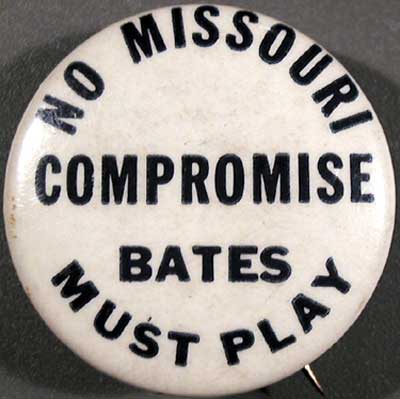 NO MISSOURI
COMPROMISE
BATES
MUST PLAY